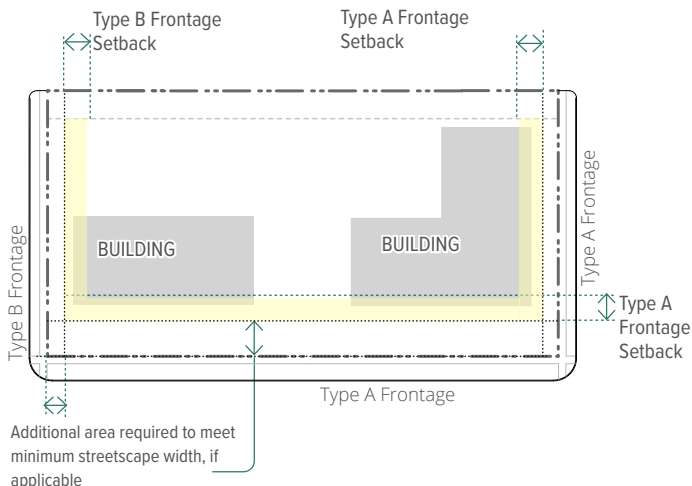 Type B Frontage
Setback
Type A Frontage
Setback
Type B Frontage
BUILDING
BUILDING
Type A Frontage
Type A
Frontage
Setback
Type A Frontage
Additional area required to meet
minimum streetscape width, if
applicable